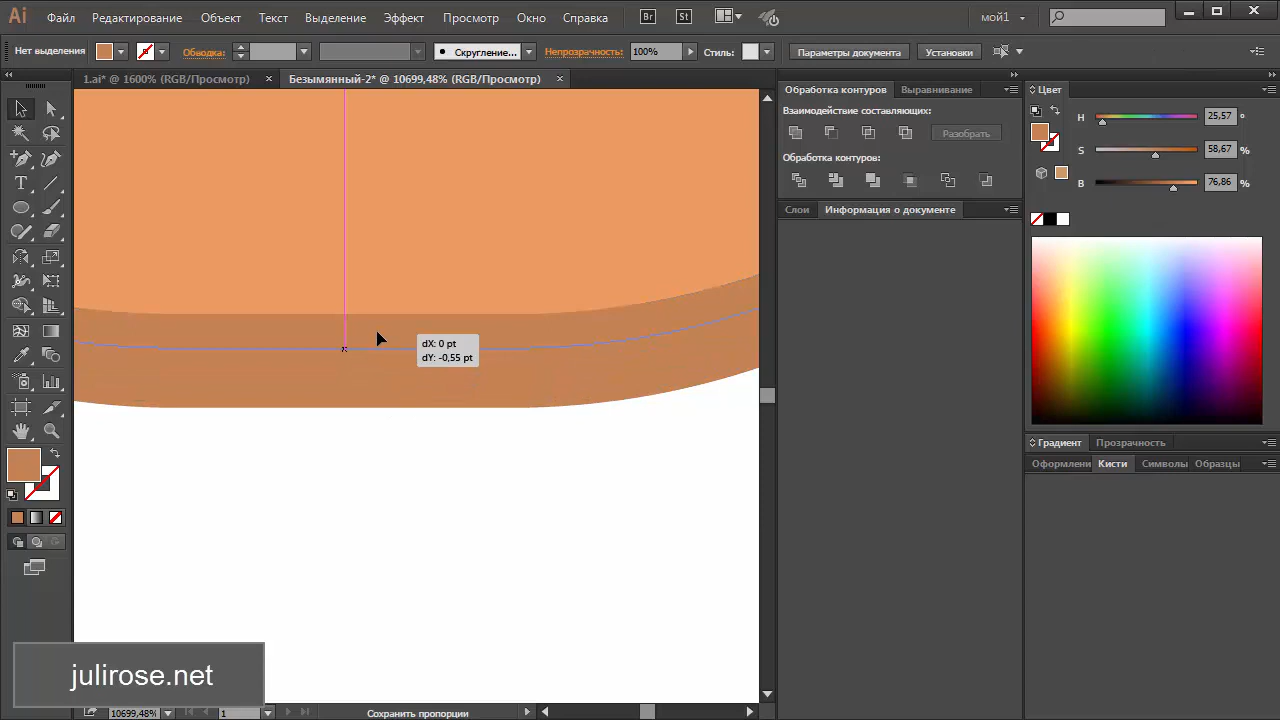 Ai Файл Редактирование Объект Текст Выделение Эффект Просмотр Окно Справка Br St мой1
Нет выделения Обводка: Скругление... Непрозрачность: 100% Стиль: Параметры документа Установки
1.ai* @ 1600% (RGB/Просмотр) × Безымянный-2* @ 10699,48% (RGB/Просмотр) ×
Обработка контуров Выравнивание
Взаимодействие составляющих:
Разобрать
Обработка контуров:
Слои Информация о документе
Цвет
H 25,57 °
S 58,67 %
B 76,86 %
dX: 0 pt
dY: -0,55 pt
Градиент Прозрачность
Оформлени Кисти Символы Образцы
julirose.net
10699,48% 1 Сохранить пропорции